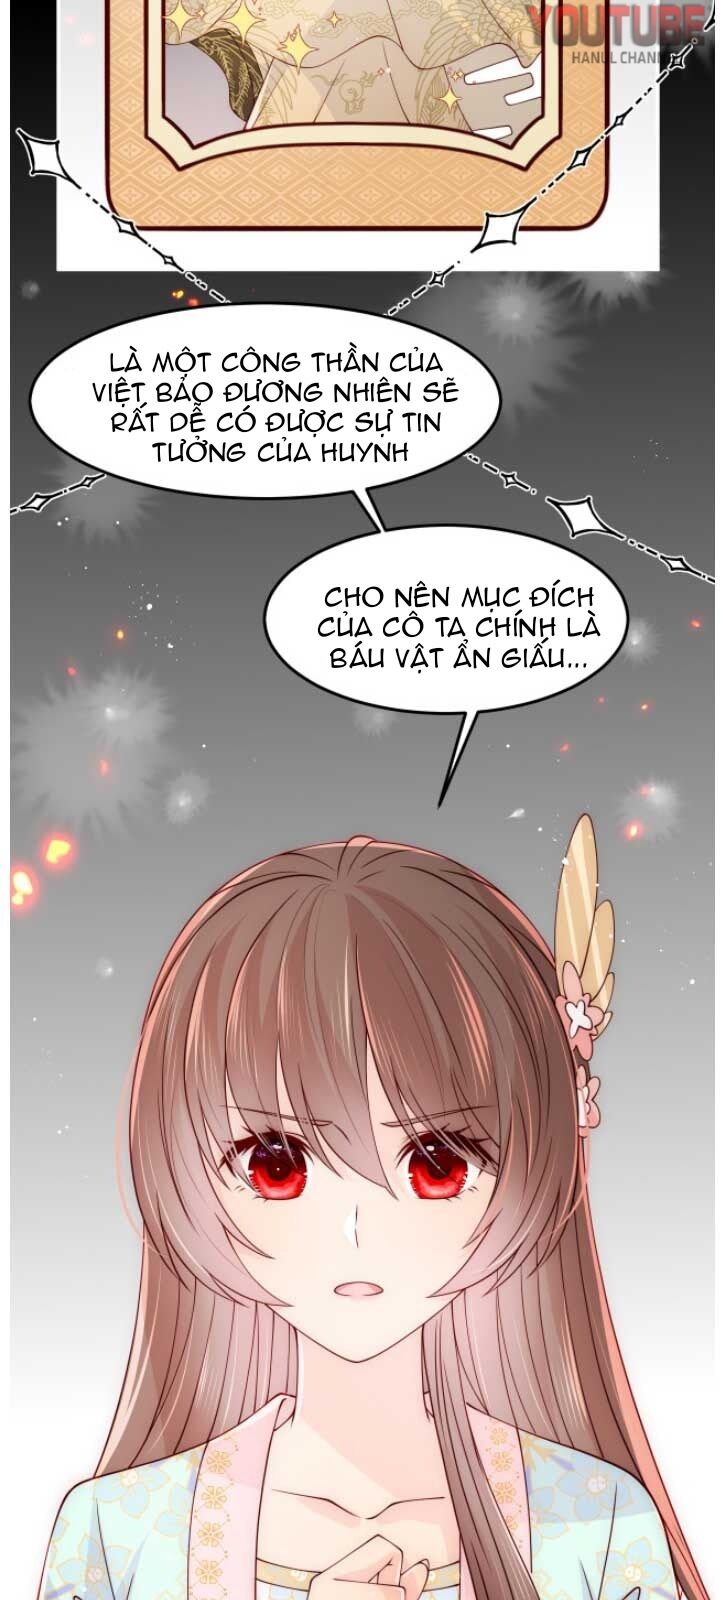 YOUTUBE
HANUL CHANNEL
LÀ MỘT CÔNG THẦN CỦA
VIỆT BẢO ĐƯƠNG NHIÊN SẼ
RẤT DỄ CÓ ĐƯỢC SỰ TIN
TƯỞNG CỦA HUYNH
CHO NÊN MỤC ĐÍCH
CỦA CÔ TA CHÍNH LÀ
BÁU VẬT ẨN GIẤU...